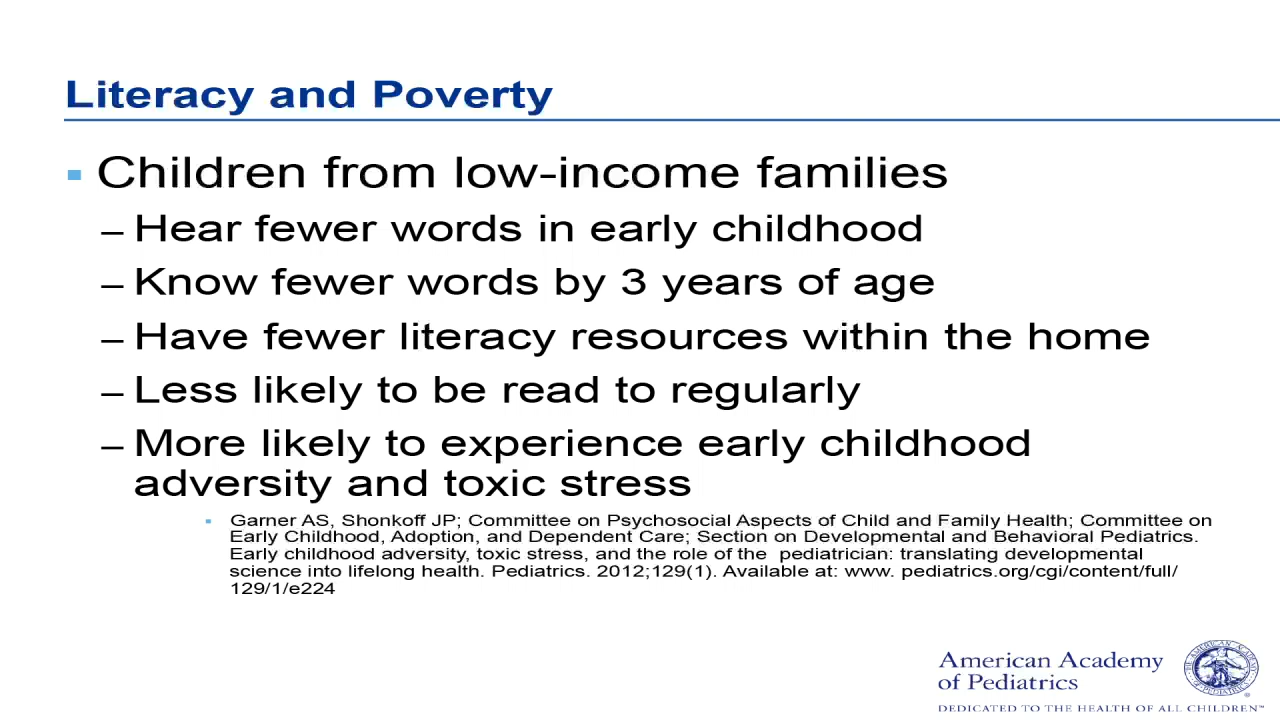 Literacy and Poverty
▪ Children from low-income families
– Hear fewer words in early childhood
– Know fewer words by 3 years of age
– Have fewer literacy resources within the home
– Less likely to be read to regularly
– More likely to experience early childhood
adversity and toxic stress
▪ Garner AS, Shonkoff JP; Committee on Psychosocial Aspects of Child and Family Health; Committee on
Early Childhood, Adoption, and Dependent Care; Section on Developmental and Behavioral Pediatrics.
Early childhood adversity, toxic stress, and the role of the pediatrician: translating developmental
science into lifelong health. Pediatrics. 2012;129(1). Available at: www. pediatrics.org/cgi/content/full/
129/1/e224
American Academy
of Pediatrics
DEDICATED TO THE HEALTH OF ALL CHILDREN™